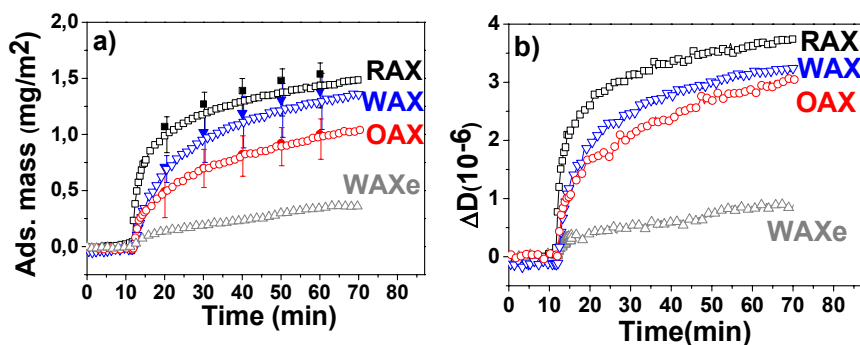 a)
2,0
1,5
1,0
0,5
0,0
Ads. mass (mg/m2)
0 10 20 30 40 50 60 70 80
Time (min)
RAX
WAX
OAX
WAXe
b)
6
4
2
0
ΔD(10-6)
0 10 20 30 40 50 60 70 80
Time(min)
RAX
WAX
OAX
WAXe